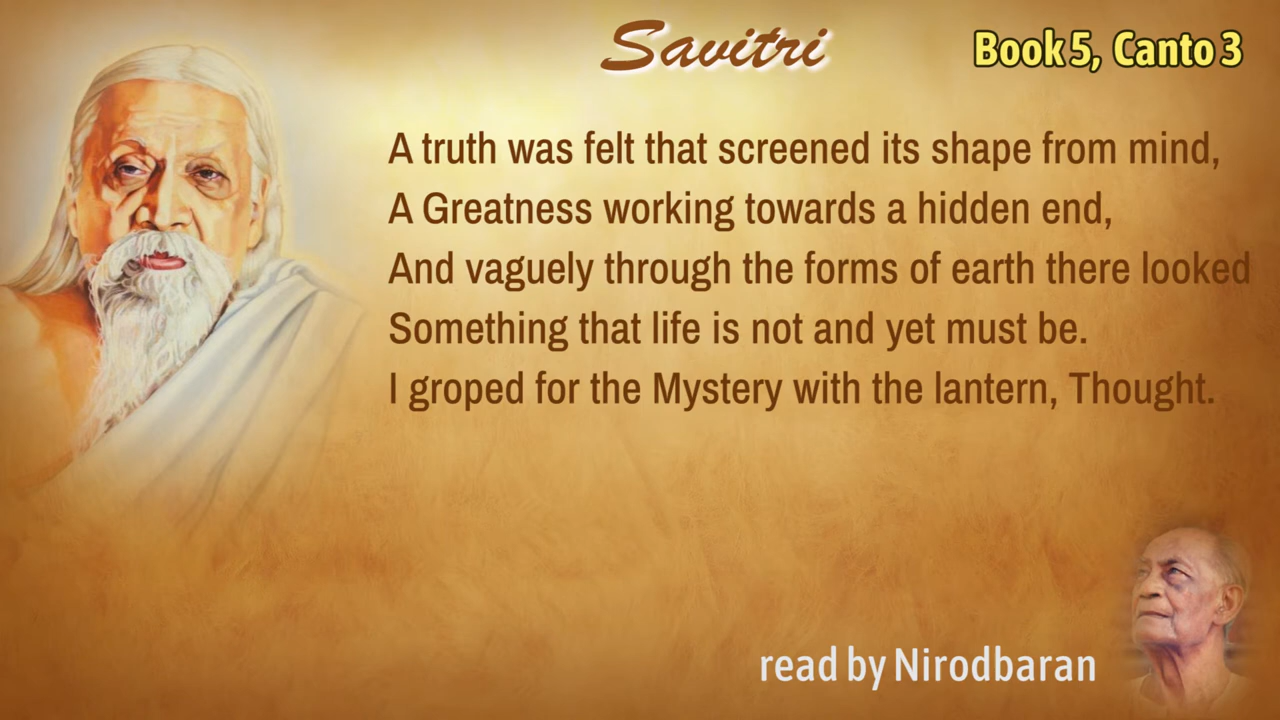 Savitri
Book 5, Canto 3
A truth was felt that screened its shape from mind,
A Greatness working towards a hidden end,
And vaguely through the forms of earth there looked
Something that life is not and yet must be.
I groped for the Mystery with the lantern, Thought.
read by Nirodbaran